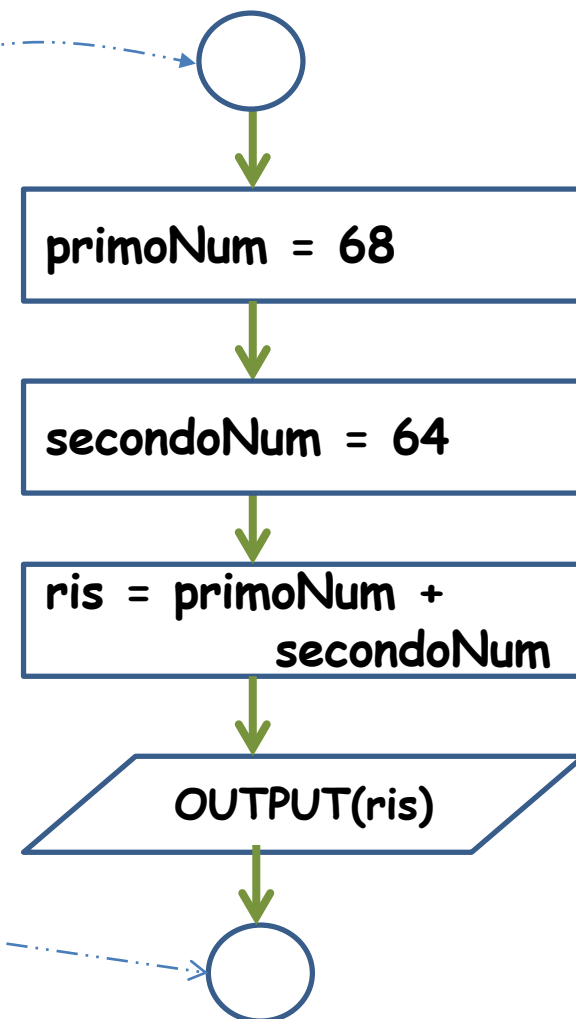 primoNum = 68
secondoNum = 64
ris = primoNum +
secondoNum
OUTPUT(ris)